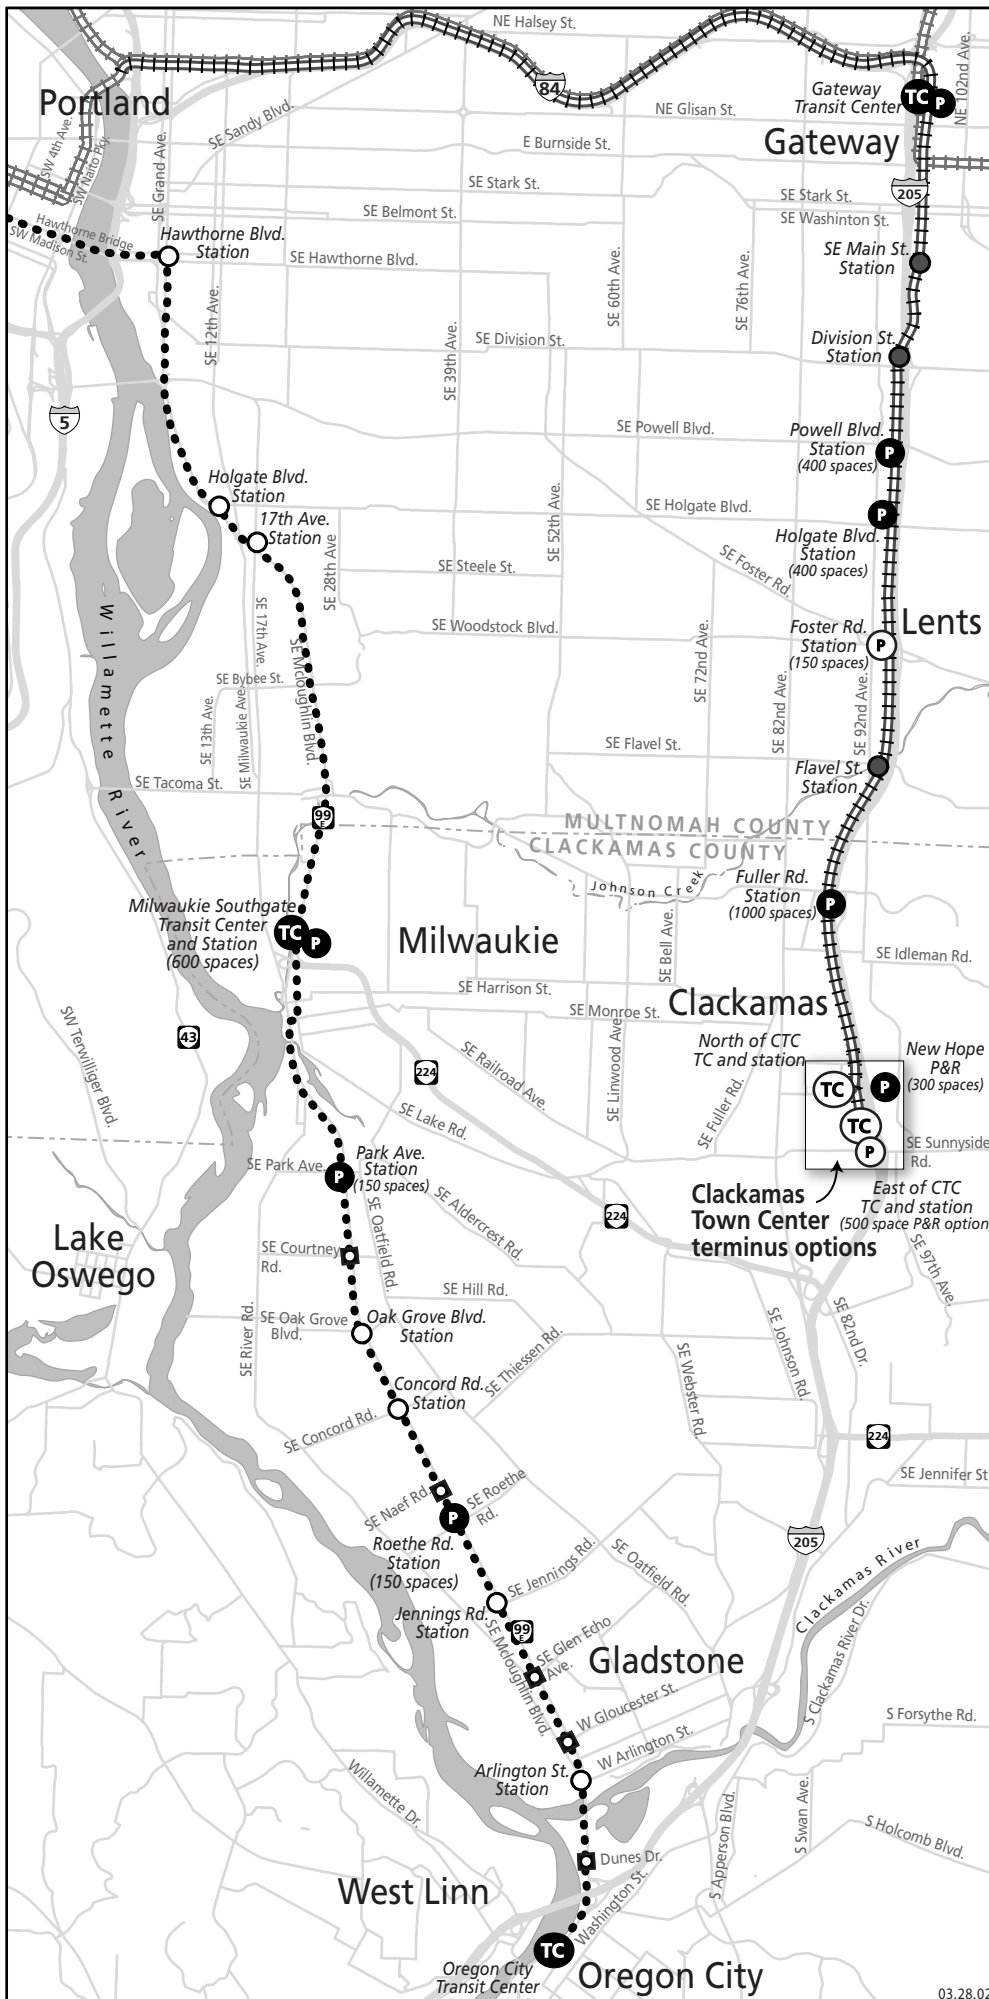 NE Halsey St.
84
Portland
SW 4th Ave.
SW Naito Pky.
SE Grand Ave.
SE Sandy Blvd.
NE Glisan St.
Gateway
Transit Center
TC
P
NE 102nd Ave.
Gateway
E Burnside St.
SE Stark St.
SE Stark St.
205
SE Belmont St.
SE Washinton St.
Hawthorne Bridge
SW Madison St.
Hawthorne Blvd.
Station
SE Hawthorne Blvd.
SE Main St.
Station
SE 12th Ave.
SE 39th Ave.
SE 60th Ave.
SE 76th Ave.
SE Division St.
Division St.
Station
5
SE Powell Blvd.
Powell Blvd.
Station
(400 spaces)
P
Holgate Blvd.
Station
SE 52th Ave.
SE Holgate Blvd.
P
Holgate Blvd.
Station
(400 spaces)
17th Ave.
Station
SE 28th Ave
SE Steele St.
SE Foster Rd.
Willamette River
SE 17th Ave.
SE Mcloughlin Blvd.
SE Woodstock Blvd.
Foster Rd.
Station
(150 spaces)
P
Lents
SE Bybee St.
SE 13th Ave.
SE Milwaukie Ave.
SE 72nd Ave.
SE 82nd Ave.
SE 92nd Ave.
SE Flavel St.
Flavel St.
Station
SE Tacoma St.
99
E
MULTNOMAH COUNTY
CLACKAMAS COUNTY
Johnson Creek
Fuller Rd.
Station
(1000 spaces)
P
Milwaukie Southgate
Transit Center
and Station
(600 spaces)
TC
P
Milwaukie
SE Bell Ave.
SE Idleman Rd.
SE Harrison St.
SE Monroe St.
Clackamas
SW Terwilliger Blvd.
43
224
SE Railroad Ave.
SE Linwood Ave.
North of CTC
TC and station
New Hope
P&R
(300 spaces)
TC
P
TC
P
SE Lake Rd.
SE Fuller Rd.
SE Sunnyside
Rd.
SE Park Ave.
P
Park Ave.
Station
(150 spaces)
Clackamas
Town Center
terminus options
East of CTC
TC and station
(500 space P&R option)
SE Aldercrest Rd.
SE Oatfield Rd.
224
Lake
Oswego
SE Courtney
Rd.
SE 97th Ave.
SE Hill Rd.
SE River Rd.
SE Oak Grove
Blvd.
Oak Grove Blvd.
Station
SE Thiessen Rd.
SE Webster Rd.
SE Johnson Rd.
SE 82nd Dr.
Concord Rd.
Station
SE Concord Rd.
224
SE Jennifer St
SE Naef Rd.
SE Roethe
Rd.
P
Roethe Rd.
Station
(150 spaces)
205
SE Jennings Rd.
SE Oatfield Rd.
Clackamas River
S Clackamas River Dr.
Jennings Rd.
Station
99
E
SE Mcloughlin Blvd.
SE Glen Echo
Ave.
Gladstone
W Gloucester St.
W Arlington St.
S Forsythe Rd.
Arlington St.
Station
Willamette Dr.
S Apperson Blvd.
S Swan Ave.
S Holcomb Blvd.
Dunes Dr.
West Linn
Washington St.
TC
Oregon City
Transit Center
Oregon City
03.28.02